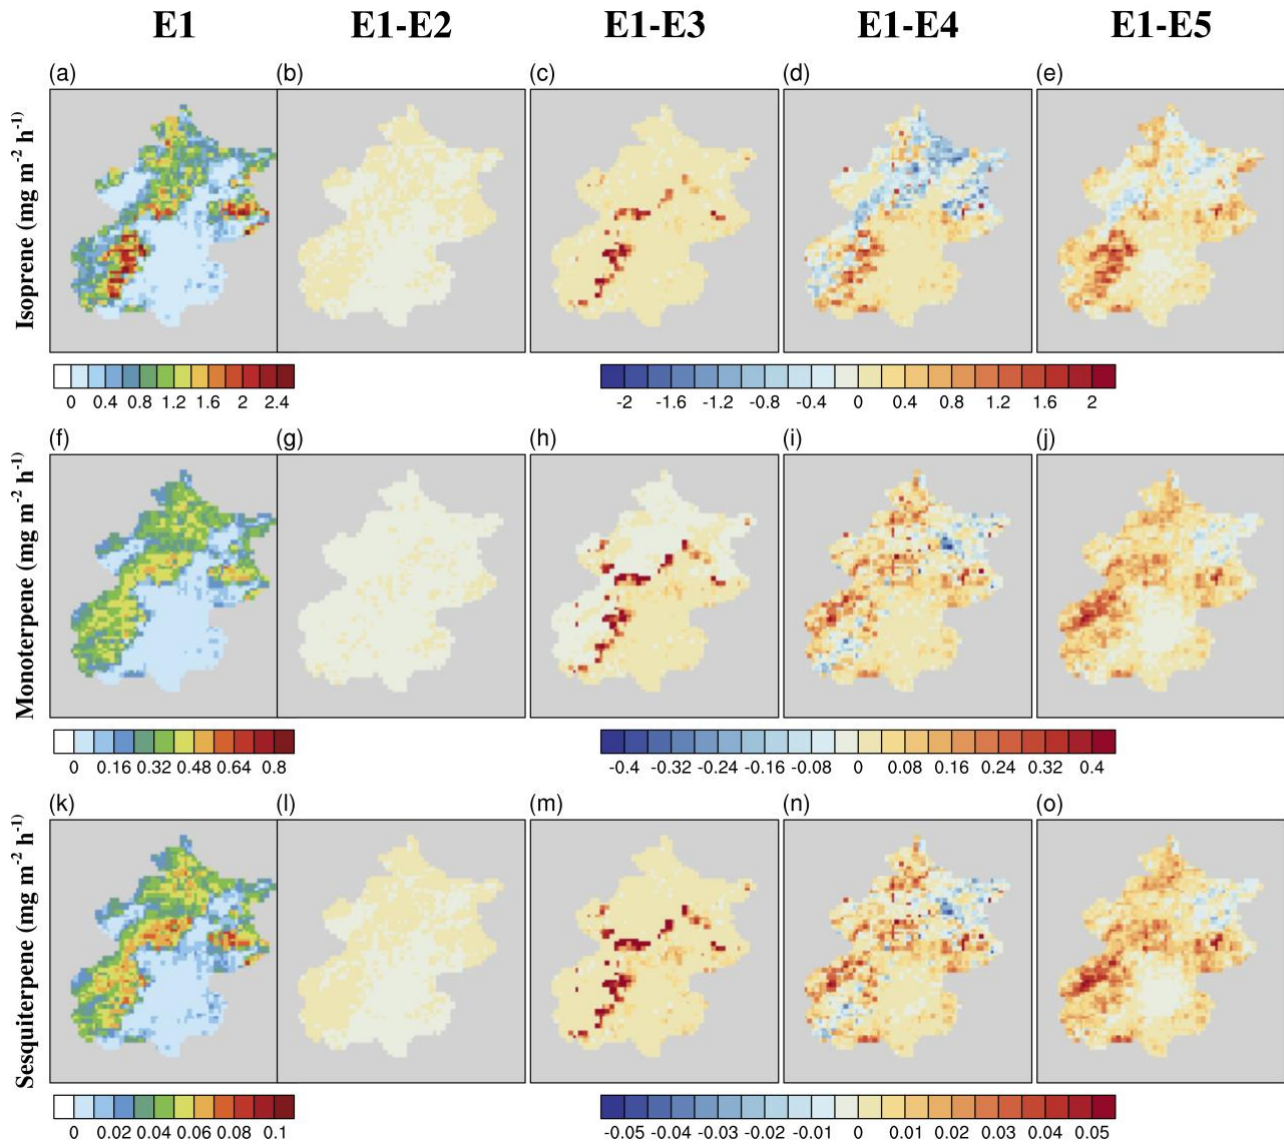 E1 E1-E2 E1-E3 E1-E4 E1-E5
(a) (b) (c) (d) (e)
Isoprene (mg m⁻² h⁻¹)
0 0.4 0.8 1.2 1.6 2 2.4
-2 -1.6 -1.2 -0.8 -0.4 0 0.4 0.8 1.2 1.6 2
(f) (g) (h) (i) (j)
Monoterpene (mg m⁻² h⁻¹)
0 0.16 0.32 0.48 0.64 0.8
-0.4 -0.32 -0.24 -0.16 -0.08 0 0.08 0.16 0.24 0.32 0.4
(k) (l) (m) (n) (o)
Sesquiterpene (mg m⁻² h⁻¹)
0 0.02 0.04 0.06 0.08 0.1
-0.05 -0.04 -0.03 -0.02 -0.01 0 0.01 0.02 0.03 0.04 0.05